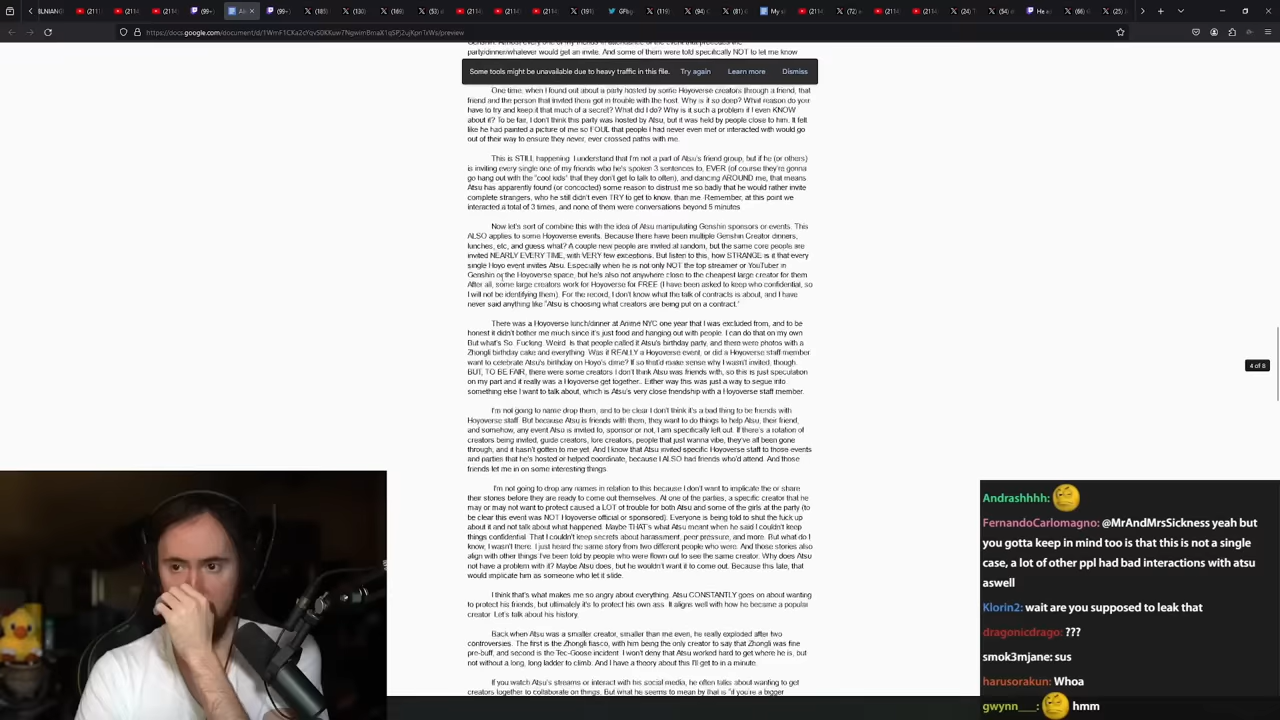 https://docs.google.com/document/d/
party/dinner/whatever would get an invite. And some of them were told specifically NOT to let me know
Some tools might be unavailable due to heavy traffic in this file. Try again Learn more Dismiss
One time, when I found out about a party hosted by some Hoyoverse creators through a friend, that
friend and the person that invited them got in trouble with the host. Why is it so deep? What reason do you
have to try and keep it that much of a secret? What did I do? Why is it such a problem if I even KNOW
about it? To be fair, I don't think this party was hosted by Atsu, but it was held by people close to him. It felt
like he had painted a picture of me so FOUL that people I had never even met or interacted with would go
out of their way to ensure they never, ever crossed paths with me.
This is STILL happening. I understand that I'm not a part of Atsu's friend group, but if he (or others)
is inviting every single one of my friends who he's spoken 3 sentences to, EVER (of course they're gonna
go hang out with the "cool kids" that they don't get to talk to often), and dancing AROUND me, that means
Atsu has apparently found (or concocted) some reason to distrust me so badly that he would rather invite
complete strangers, who he still didn't even TRY to get to know, than me. Remember, at this point we
interacted a total of 3 times, and none of them were conversations beyond 5 minutes
Now let's sort of combine this with the idea of Atsu manipulating Genshin sponsors or events. This
ALSO applies to some Hoyoverse events. Because there have been multiple Genshin Creator dinners,
lunches, etc, and guess what? A couple new people are invited at random, but the same core people are
invited NEARLY EVERY TIME, with VERY few exceptions. But listen to this, how STRANGE is it that every
single Hoyo event invites Atsu. Especially when he is not only NOT the top streamer or YouTuber in
Genshin or the Hoyoverse space, but he's also not anywhere close to the cheapest large creator for them
After all, some large creators work for Hoyoverse for FREE (I have been asked to keep who confidential, so
I will not be identifying them). For the record, I don't know what the talk of contracts is about, and I have
never said anything like "Atsu is choosing what creators are being put on a contract."
There was a Hoyoverse lunch/dinner at Anime NYC one year that I was excluded from, and to be
honest it didn't bother me much since it's just food and hanging out with people. I can do that on my own
But what's So. Fucking. Weird. Is that people called it Atsu's birthday party, and there were photos with a
Zhongli birthday cake and everything. Was it REALLY a Hoyoverse event, or did a Hoyoverse staff member
want to celebrate Atsu's birthday on Hoyo's dime? If so that'd make sense why I wasn't invited, though.
BUT, TO BE FAIR, there were some creators I don't think Atsu was friends with, so this is just speculation
on my part and it really was a Hoyoverse get together.. Either way this was just a way to segue into
something else I want to talk about, which is Atsu's very close friendship with a Hoyoverse staff member.
I'm not going to name drop them, and to be clear I don't think it's a bad thing to be friends with
Hoyoverse staff. But because Atsu is friends with them, they want to do things to help Atsu, their friend,
and somehow, any event Atsu is invited to, sponsor or not, I am specifically left out. If there's a rotation of
creators being invited, guide creators, lore creators, people that just wanna vibe, they've all been gone
through, and it hasn't gotten to me yet. And I know that Atsu invited specific Hoyoverse staff to those events
and parties that he's hosted or helped coordinate, because I ALSO had friends who'd attend. And those
friends let me in on some interesting things.
I'm not going to drop any names in relation to this because I don't want to implicate the or share
their stories before they are ready to come out themselves. At one of the parties, a specific creator that he
may or may not want to protect caused a LOT of trouble for both Atsu and some of the girls at the party (to
be clear this event was NOT Hoyoverse official or sponsored). Everyone is being told to shut the fuck up
about it and not talk about what happened. Maybe THAT's what Atsu meant when he said I couldn't keep
things confidential. That I couldn't keep secrets about harassment, peer pressure, and more. But what do I
know, I wasn't there. I just heard the same story from two different people who were. And those stories also
align with other things I've been told by people who were flown out to see the same creator. Why does Atsu
not have a problem with it? Maybe Atsu does, but he wouldn't want it to come out. Because this late, that
would implicate him as someone who let it slide.
I think that's what makes me so angry about everything. Atsu CONSTANTLY goes on about wanting
to protect his friends, but ultimately it's to protect his own ass. It aligns well with how he became a popular
creator. Let's talk about his history.
Back when Atsu was a smaller creator, smaller than me even, he really exploded after two
controversies. The first is the Zhongli fiasco, with him being the only creator to say that Zhongli was fine
pre-buff, and second is the Tec-Goose incident. I won't deny that Atsu worked hard to get where he is, but
not without a long, long ladder to climb. And I have a theory about this I'll get to in a minute.
If you watch Atsu's streams or interact with his social media, he often talks about wanting to get
creators together to collaborate on things. But what he seems to mean by that is "if you're a bigger
4 of 8
Andrashhhh:
FernandoCarlomagno: @MrAndMrsSickness yeah but
you gotta keep in mind too is that this is not a single
case, a lot of other ppl had bad interactions with atsu
aswell
Klorin2: wait are you supposed to leak that
dragonicdrago: ???
smok3mjane: sus
harusorakun: Whoa
gwynn___: hmm